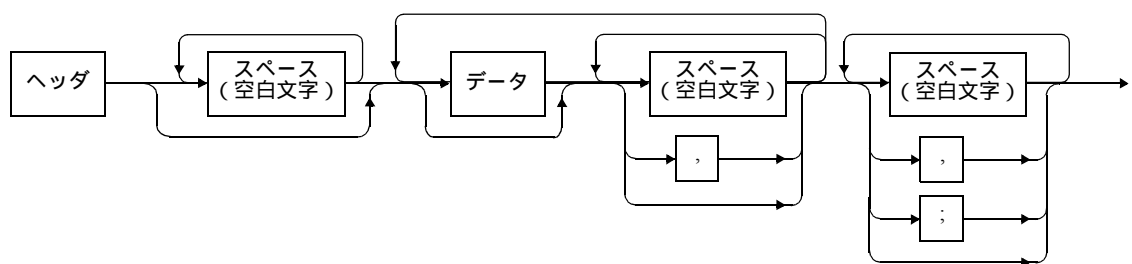 ヘッダ
スペース
(空白文字)
データ
スペース
(空白文字)
,
スペース
(空白文字)
,
;